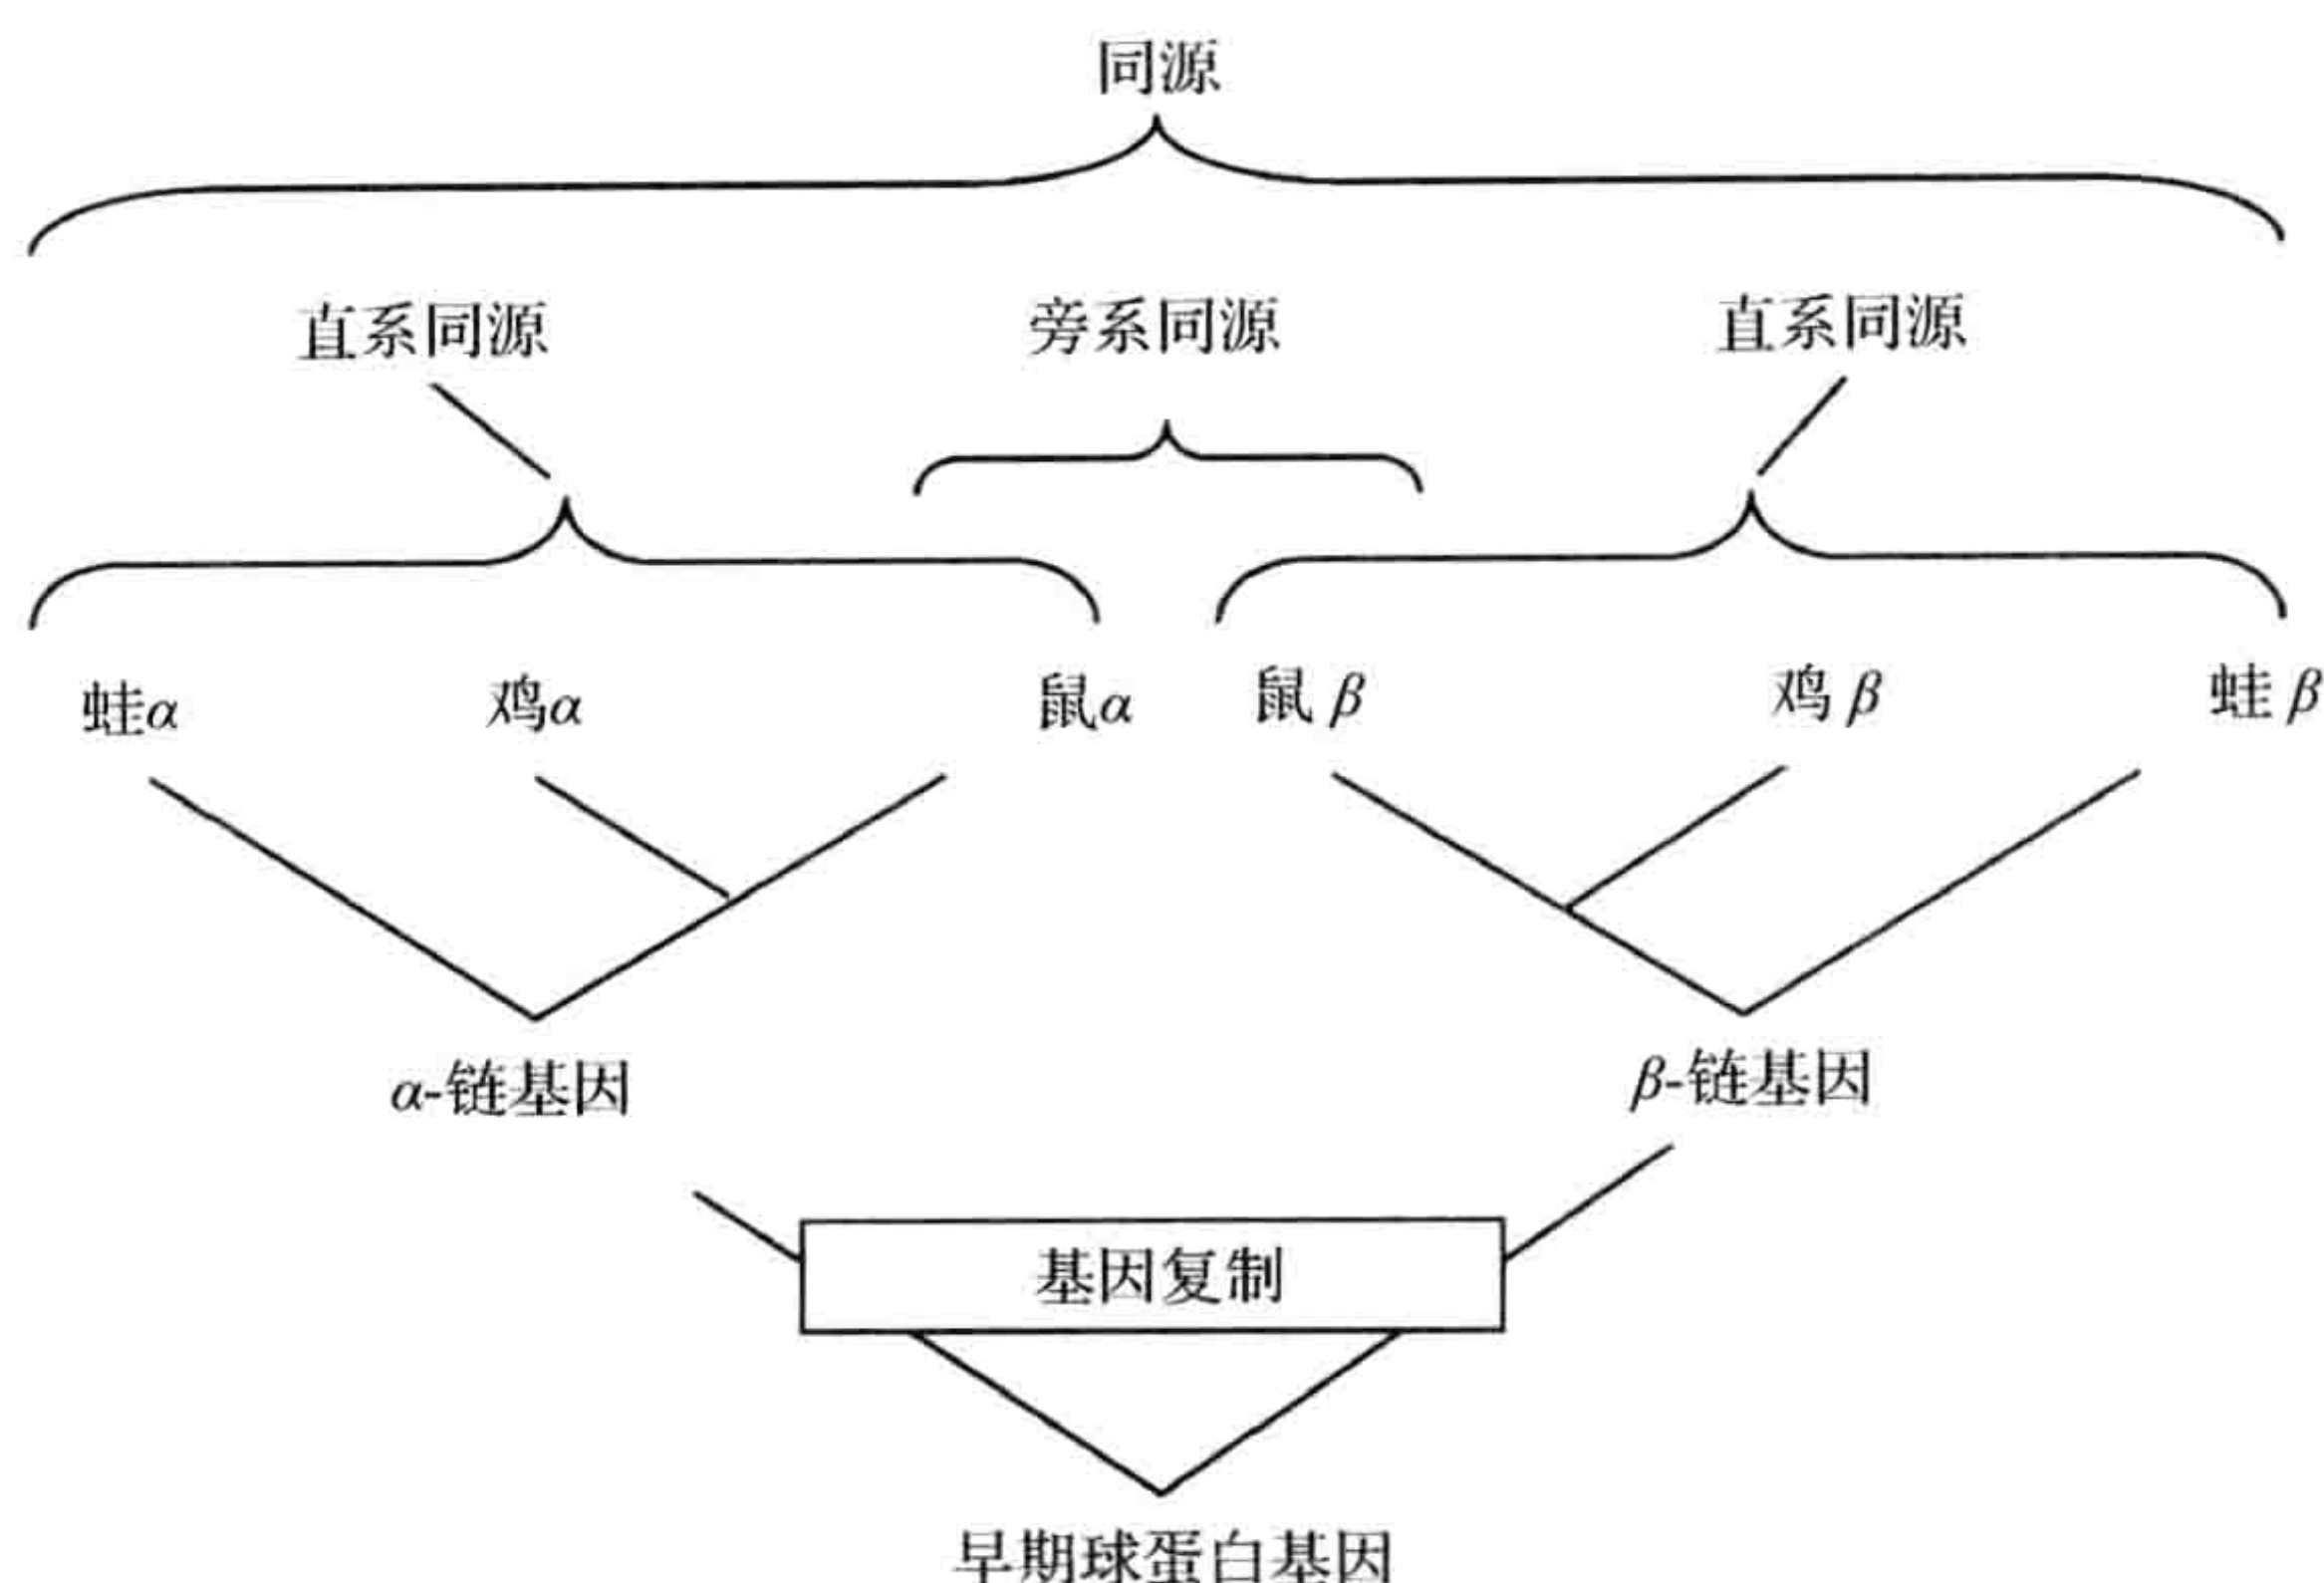 同源
直系同源 旁系同源 直系同源
蛙α 鸡α 鼠α 鼠β 鸡β 蛙β
α-链基因 β-链基因
基因复制
早期球蛋白基因